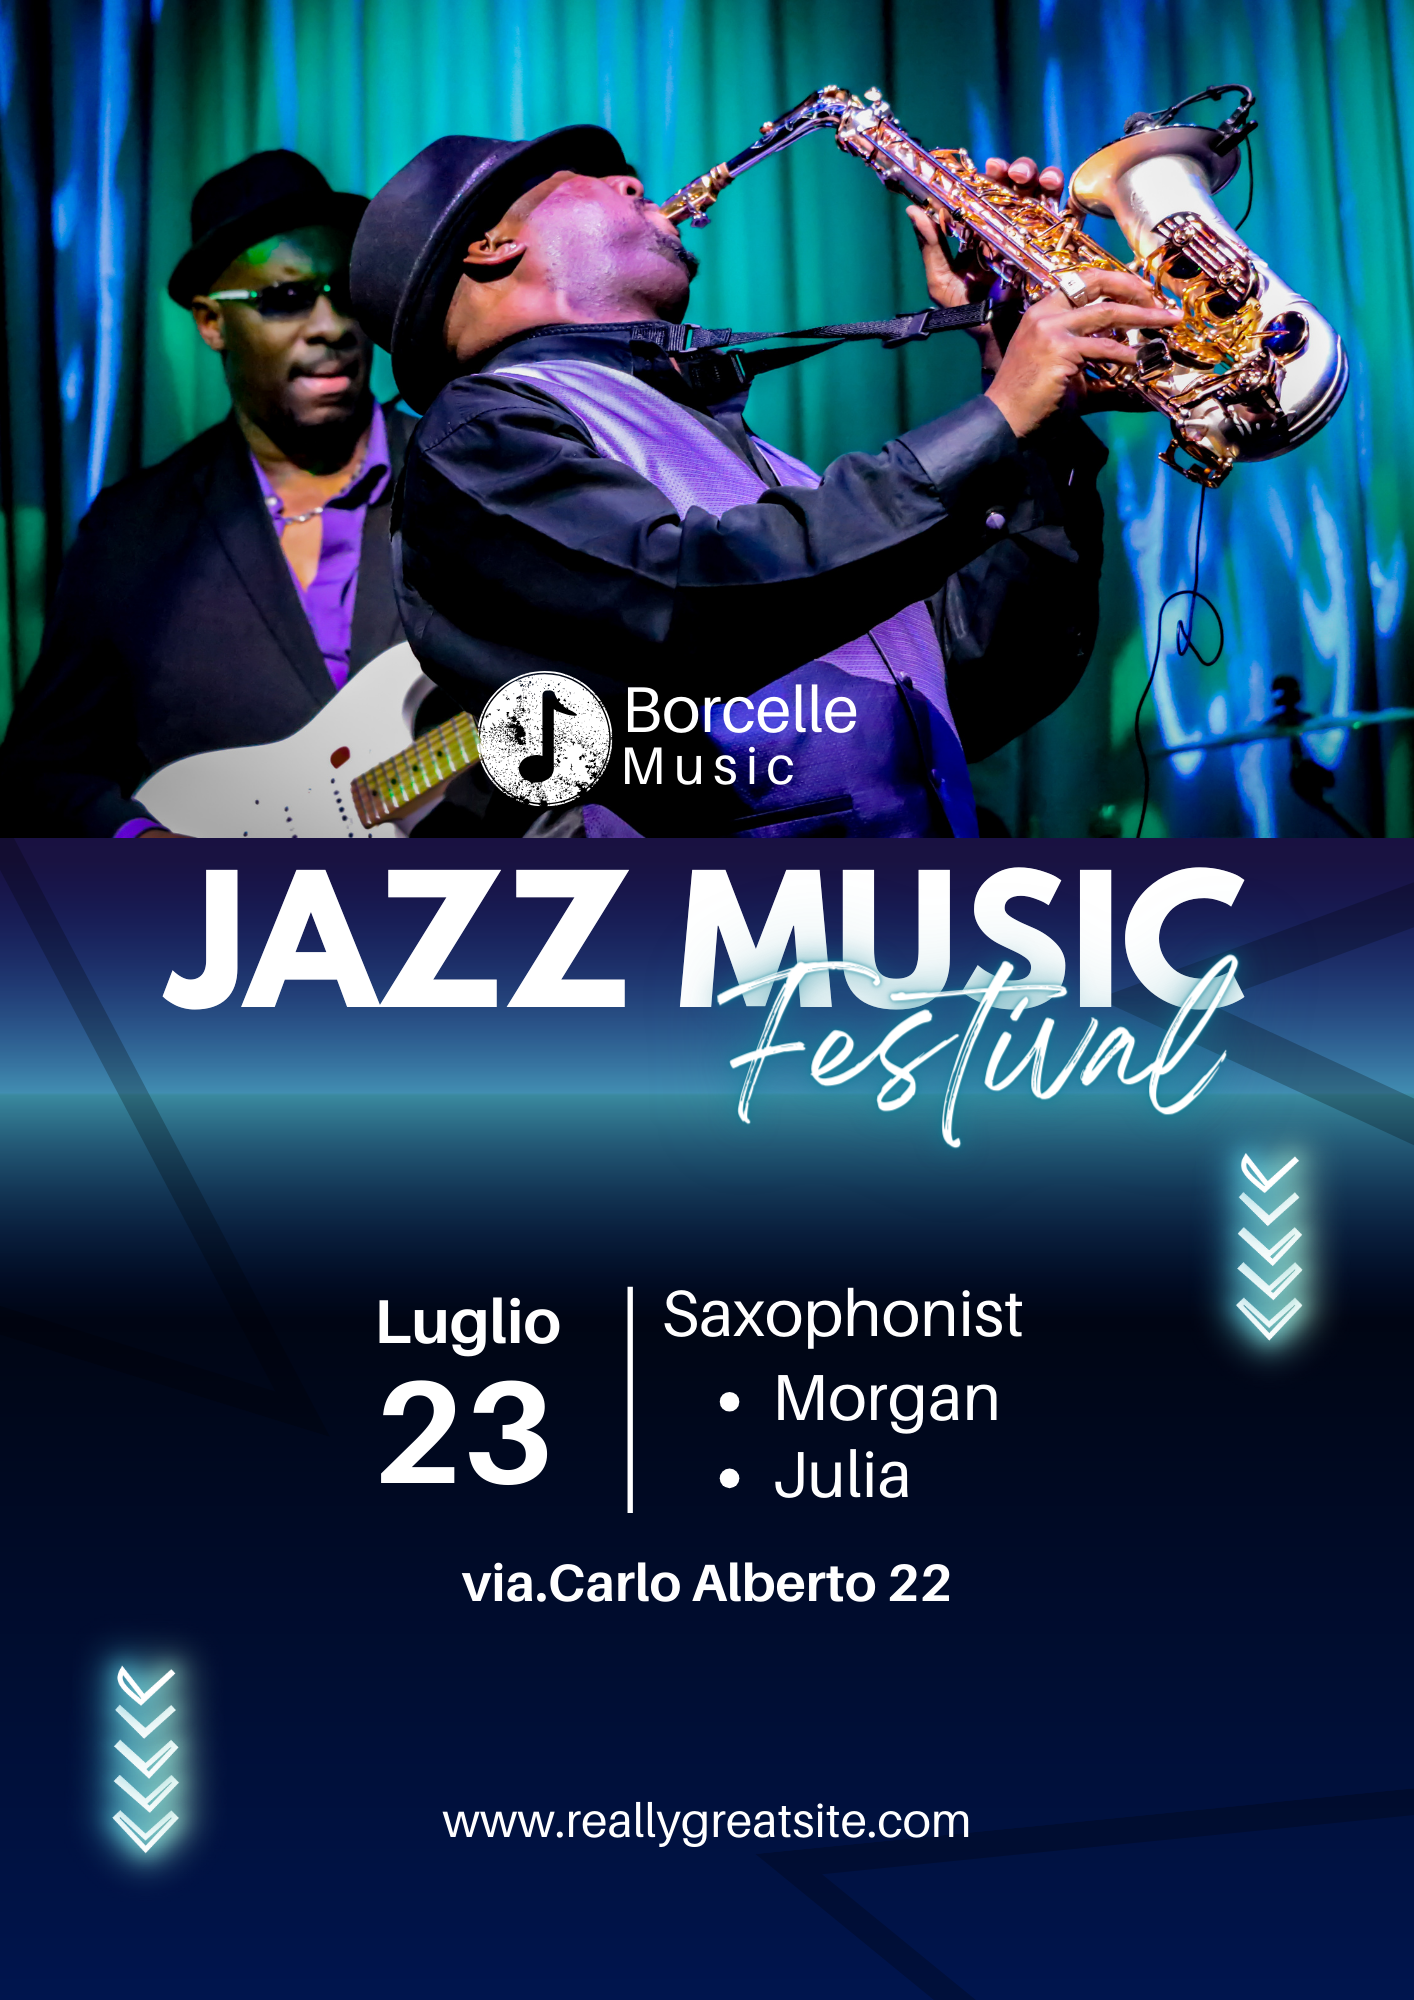 Borcelle
Music
JAZZ MUSIC
Festival
Luglio
23
Saxophonist
• Morgan
• Julia
via.Carlo Alberto 22
www.reallygreatsite.com